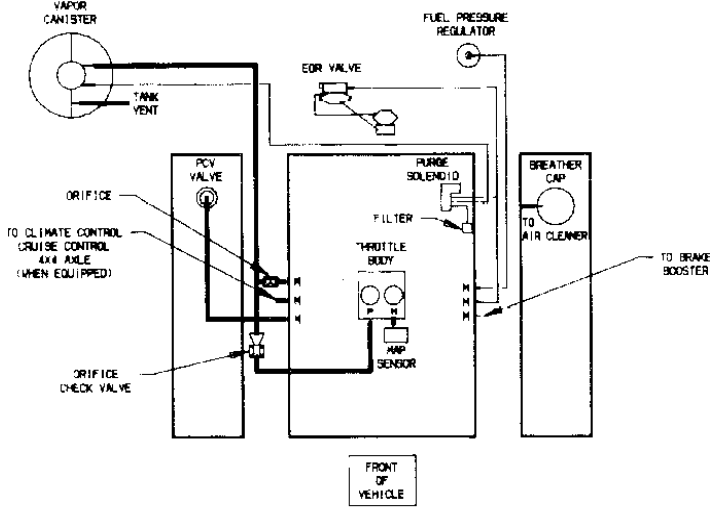 VAPOR
CANISTER
FUEL PRESSURE
REGULATOR
EGR VALVE
TANK
VENT
PCV
VALVE
PURGE
SOLENOID
BREATHER
CAP
ORIFICE
FILTER
TO
AIR CLEANER
TO CLIMATE CONTROL
CRUISE CONTROL
4X4 AXLE
(WHEN EQUIPPED)
THROTTLE
BODY
TO BRAKE
BOOSTER
P
M
MAP
SENSOR
ORIFICE
CHECK VALVE
M
M
M
M
M
M
FRONT
OF
VEHICLE